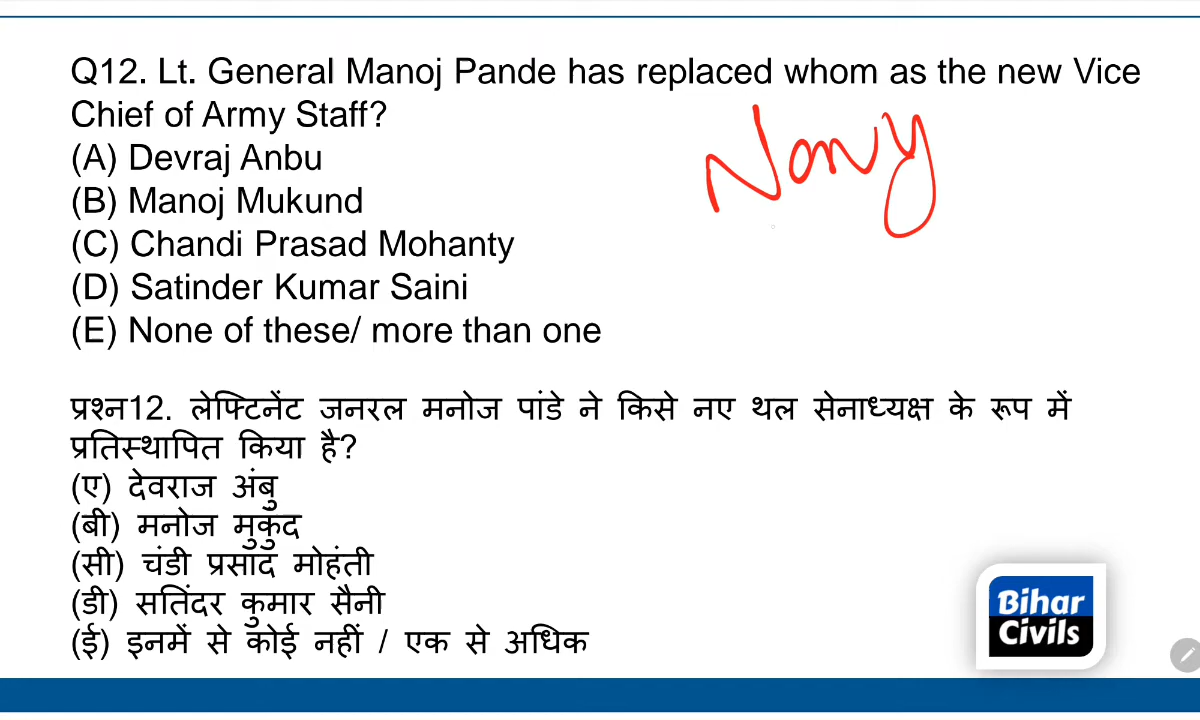 Q12. Lt. General Manoj Pande has replaced whom as the new Vice
Chief of Army Staff?
Navy
(A) Devraj Anbu
(B) Manoj Mukund
(C) Chandi Prasad Mohanty
(D) Satinder Kumar Saini
(E) None of these/ more than one
प्रश्न12. लेफ्टिनेंट जनरल मनोज पांडे ने किसे नए थल सेनाध्यक्ष के रूप में
प्रतिस्थापित किया है?
(ए) देवराज अंबु
(बी) मनोज मुकुंद
(सी) चंडी प्रसाद मोहंती
(डी) सतिंदर कुमार सैनी
(ई) इनमें से कोई नहीं / एक से अधिक
Bihar
Civils